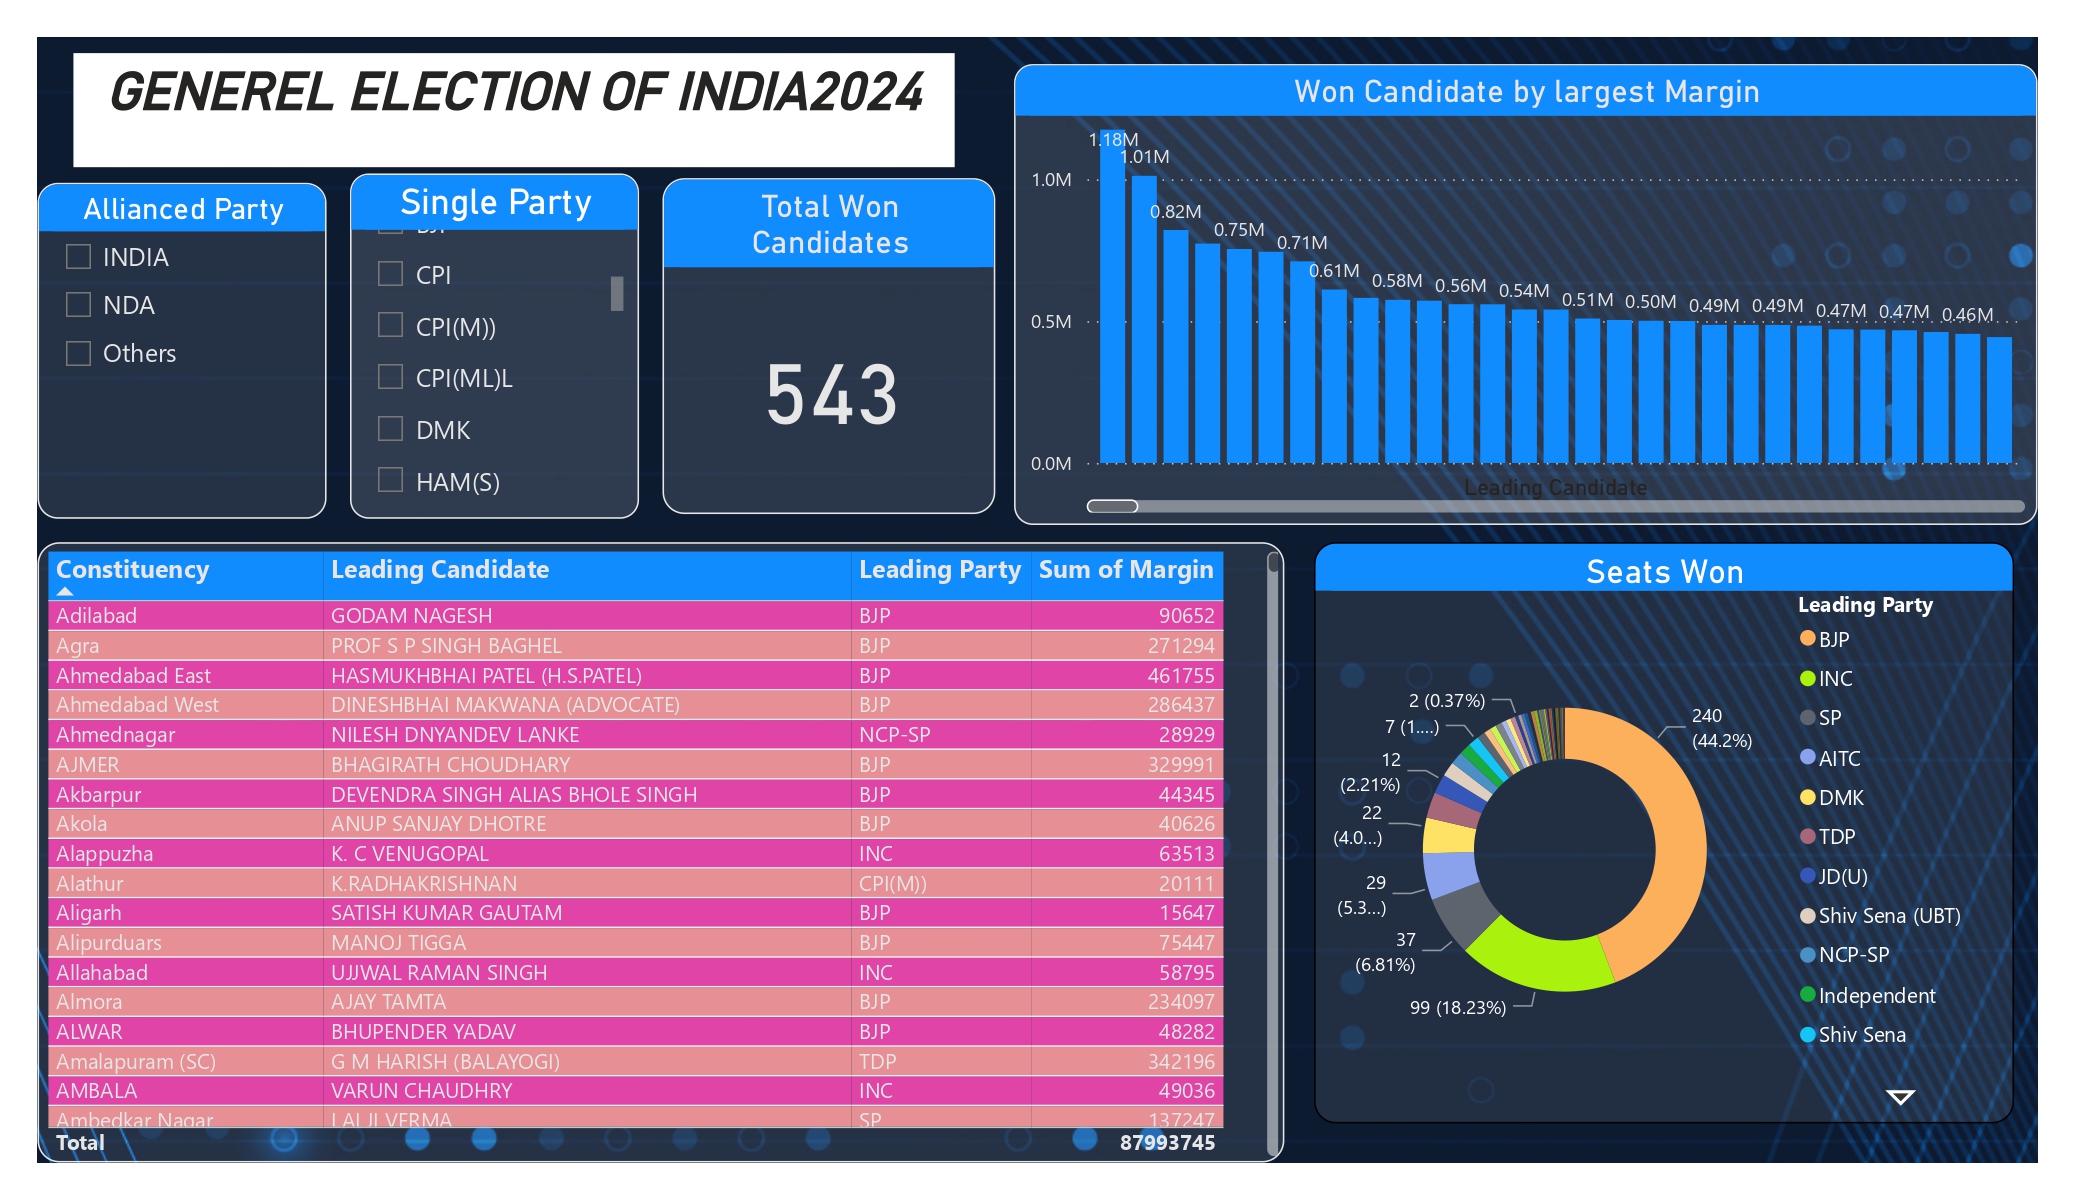 GENEREL ELECTION OF INDIA2024
Allianced Party
INDIA
NDA
Others
Single Party
CPI
CPI(M))
CPI(ML)L
DMK
HAM(S)
Total Won
Candidates
543
Won Candidate by largest Margin
1.0M
0.5M
0.0M
1.18M
1.01M
0.82M
0.75M
0.71M
0.61M
0.58M
0.56M
0.54M
0.51M
0.50M
0.49M
0.49M
0.47M
0.47M
0.46M
Leading Candidate
Constituency Leading Candidate Leading Party Sum of Margin
Adilabad GODAM NAGESH BJP 90652
Agra PROF S P SINGH BAGHEL BJP 271294
Ahmedabad East HASMUKHBHAI PATEL (H.S.PATEL) BJP 461755
Ahmedabad West DINESHBHAI MAKWANA (ADVOCATE) BJP 286437
Ahmednagar NILESH DNYANDEV LANKE NCP-SP 28929
AJMER BHAGIRATH CHOUDHARY BJP 329991
Akbarpur DEVENDRA SINGH ALIAS BHOLE SINGH BJP 44345
Akola ANUP SANJAY DHOTRE BJP 40626
Alappuzha K. C VENUGOPAL INC 63513
Alathur K.RADHAKRISHNAN CPI(M)) 20111
Aligarh SATISH KUMAR GAUTAM BJP 15647
Alipurduars MANOJ TIGGA BJP 75447
Allahabad UJJWAL RAMAN SINGH INC 58795
Almora AJAY TAMTA BJP 234097
ALWAR BHUPENDER YADAV BJP 48282
Amalapuram (SC) G M HARISH (BALAYOGI) TDP 342196
AMBALA VARUN CHAUDHRY INC 49036
Ambedkar Nagar LALJI VERMA SP 137247
Total 87993745
Seats Won
240
(44.2%)
99 (18.23%)
37
(6.81%)
29
(5.3...)
22
(4.0...)
12
(2.21%)
7 (1....)
2 (0.37%)
Leading Party
BJP
INC
SP
AITC
DMK
TDP
JD(U)
Shiv Sena (UBT)
NCP-SP
Independent
Shiv Sena